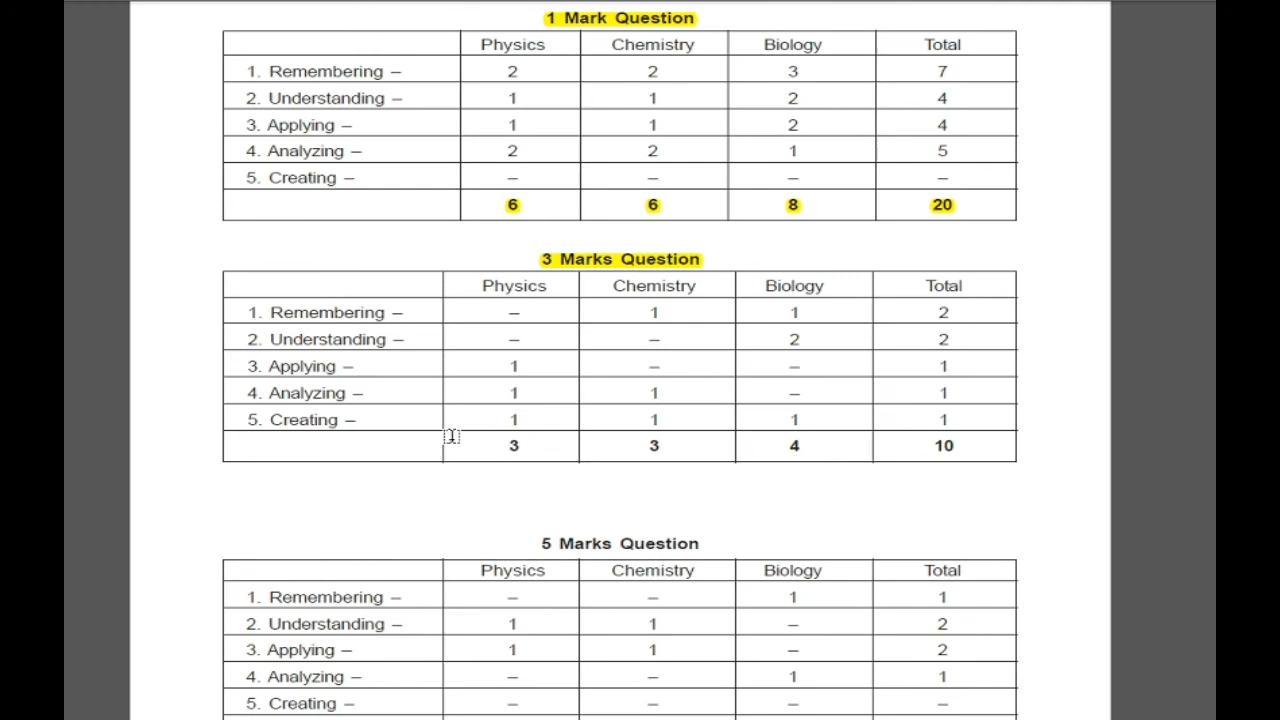 1 Mark Question
Physics Chemistry Biology Total
1. Remembering – 2 2 3 7
2. Understanding – 1 1 2 4
3. Applying – 1 1 2 4
4. Analyzing – 2 2 1 5
5. Creating – – – – –
6 6 8 20
3 Marks Question
Physics Chemistry Biology Total
1. Remembering – – 1 1 2
2. Understanding – – – 2 2
3. Applying – 1 – – 1
4. Analyzing – 1 1 – 1
5. Creating – 1 1 1 1
3 3 4 10
5 Marks Question
Physics Chemistry Biology Total
1. Remembering – – – 1 1
2. Understanding – 1 1 – 2
3. Applying – 1 1 – 2
4. Analyzing – – – 1 1
5. Creating – – – – –